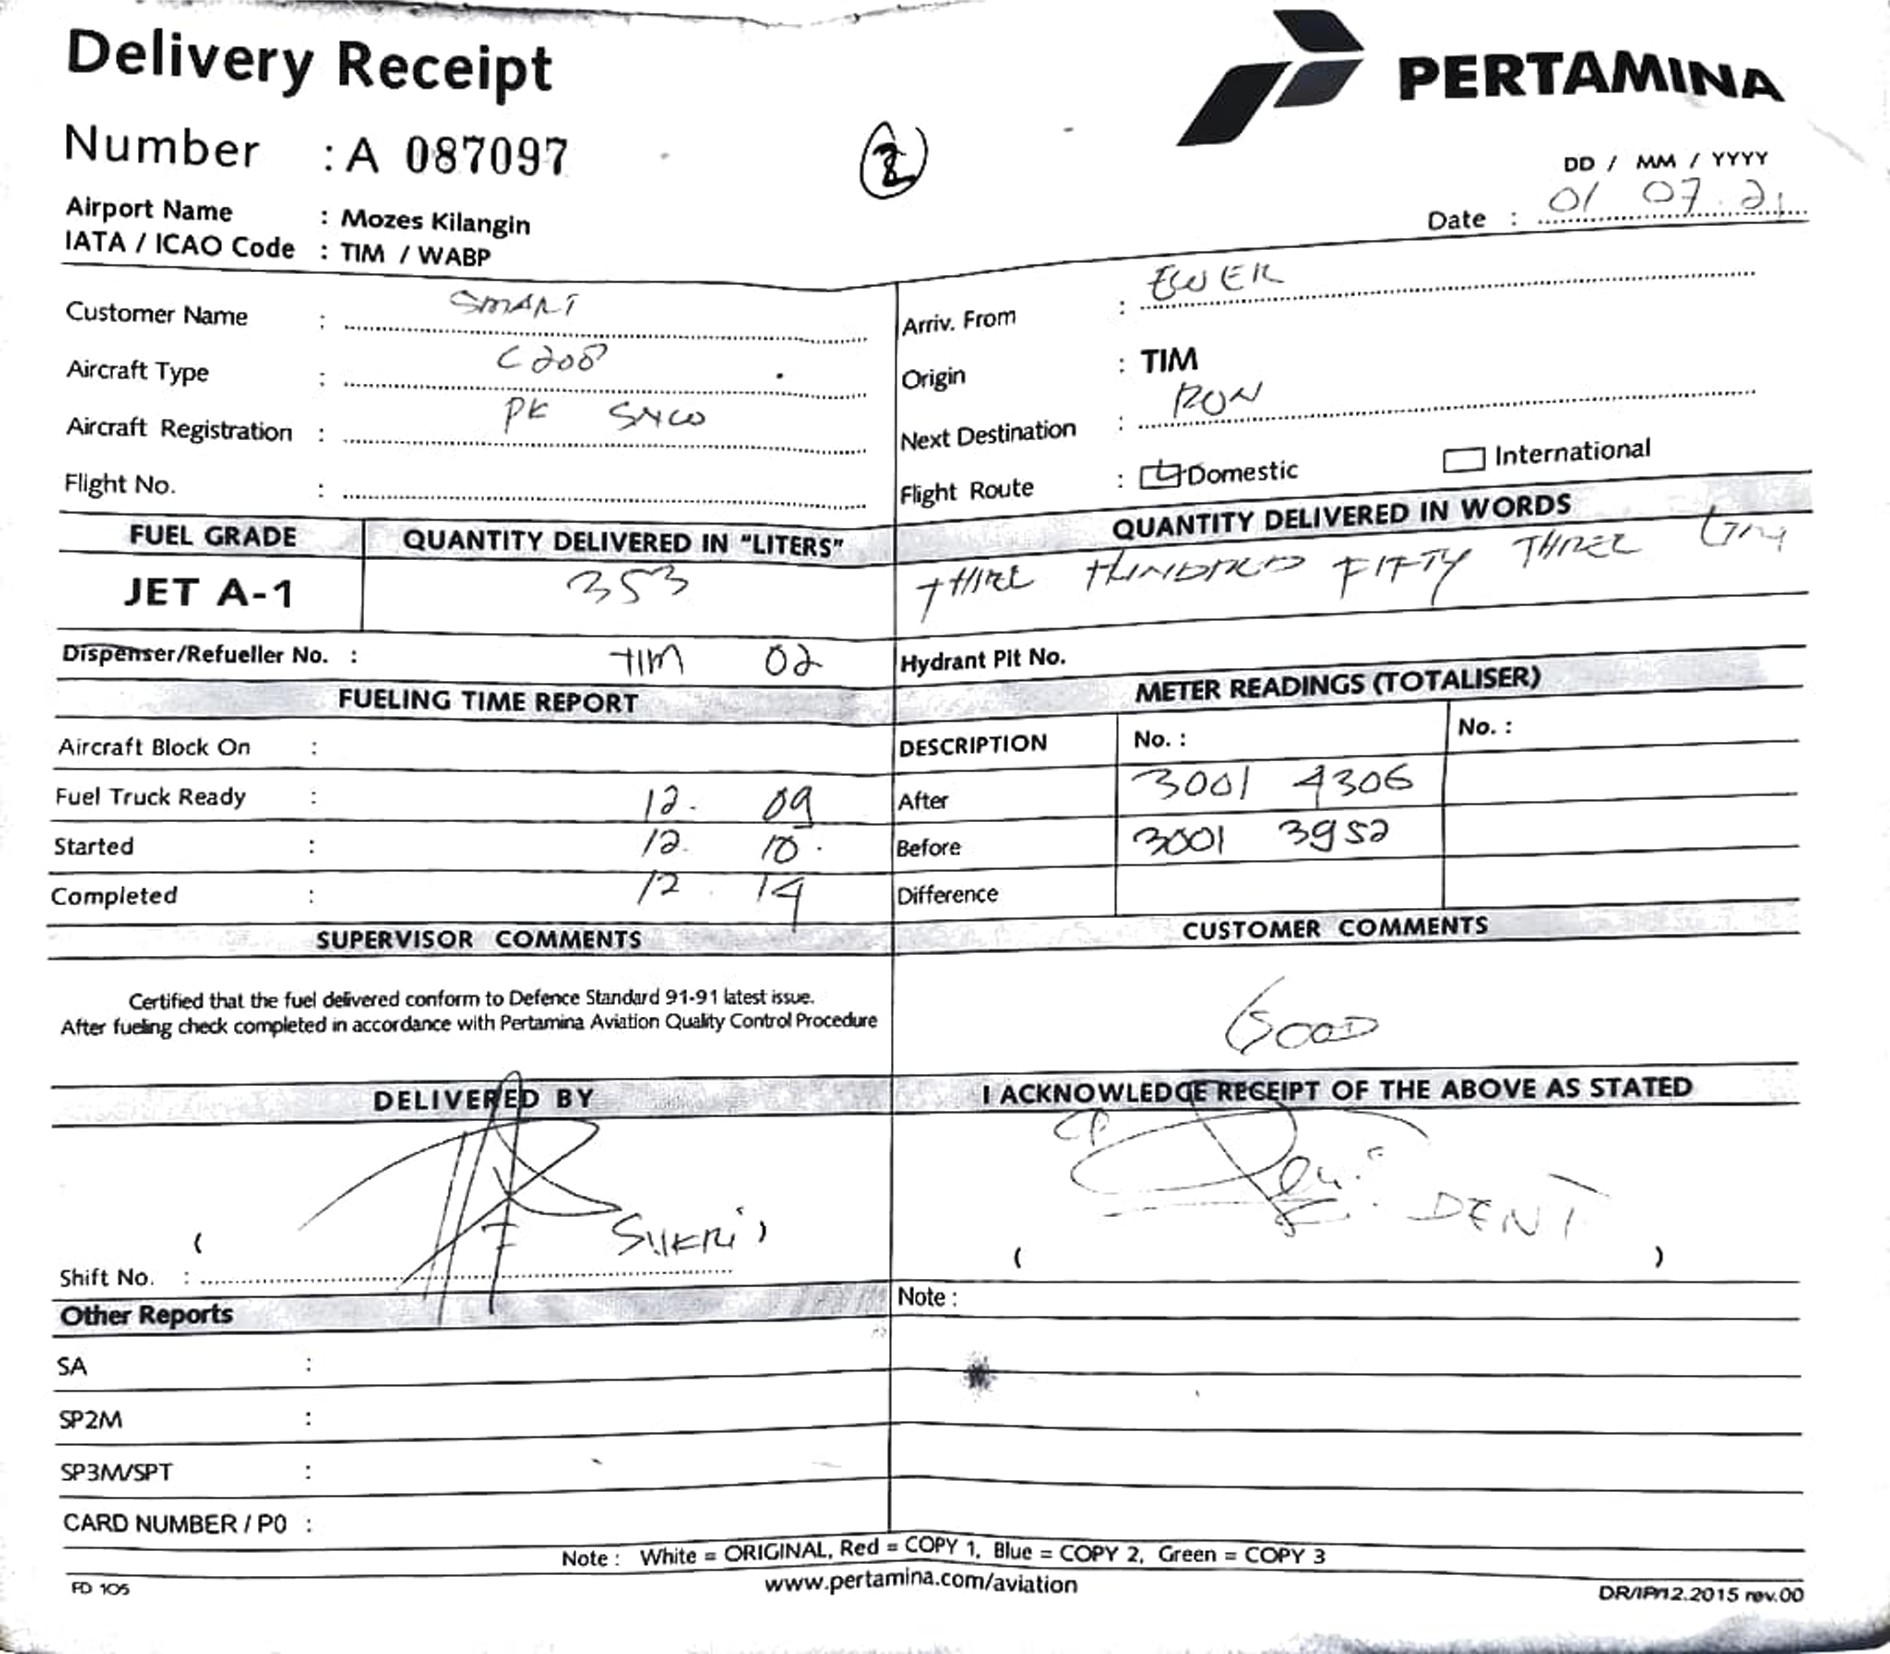 Delivery Receipt
PERTAMINA
Number : A 087097
2
DD / MM / YYYY
Date : 01 07 21
Airport Name : Mozes Kilangin
IATA / ICAO Code : TIM / WABP
Customer Name : SMART
Aircraft Type : C208
Aircraft Registration : PK
Flight No. :
Arriv. From : EWER
Origin : TIM
Next Destination : RON
Flight Route : Domestic International
FUEL GRADE QUANTITY DELIVERED IN "LITERS" QUANTITY DELIVERED IN WORDS
JET A-1 353 THREE HUNDRED FIFTY THREE
Dispenser/Refueller No. : TIM 02 Hydrant Pit No.
FUELING TIME REPORT
Aircraft Block On :
Fuel Truck Ready : 12. 09
Started : 12. 10.
Completed : 12. 14
METER READINGS (TOTALISER)
DESCRIPTION No. : No. :
After 3001 4306
Before 3001 3952
Difference
SUPERVISOR COMMENTS
Certified that the fuel delivered conform to Defence Standard 91-91 latest issue.
After fueling check completed in accordance with Pertamina Aviation Quality Control Procedure
CUSTOMER COMMENTS
GOOD
DELIVERED BY
( SUKRI )
Shift No. :
I ACKNOWLEDGE RECEIPT OF THE ABOVE AS STATED
CP
DENI
( )
Other Reports
Note :
SA :
SP2M :
SP3M/SPT :
CARD NUMBER / PO :
Note : White = ORIGINAL, Red = COPY 1, Blue = COPY 2, Green = COPY 3
www.pertamina.com/aviation
FD 105
DR/IP/12.2015 rev.00